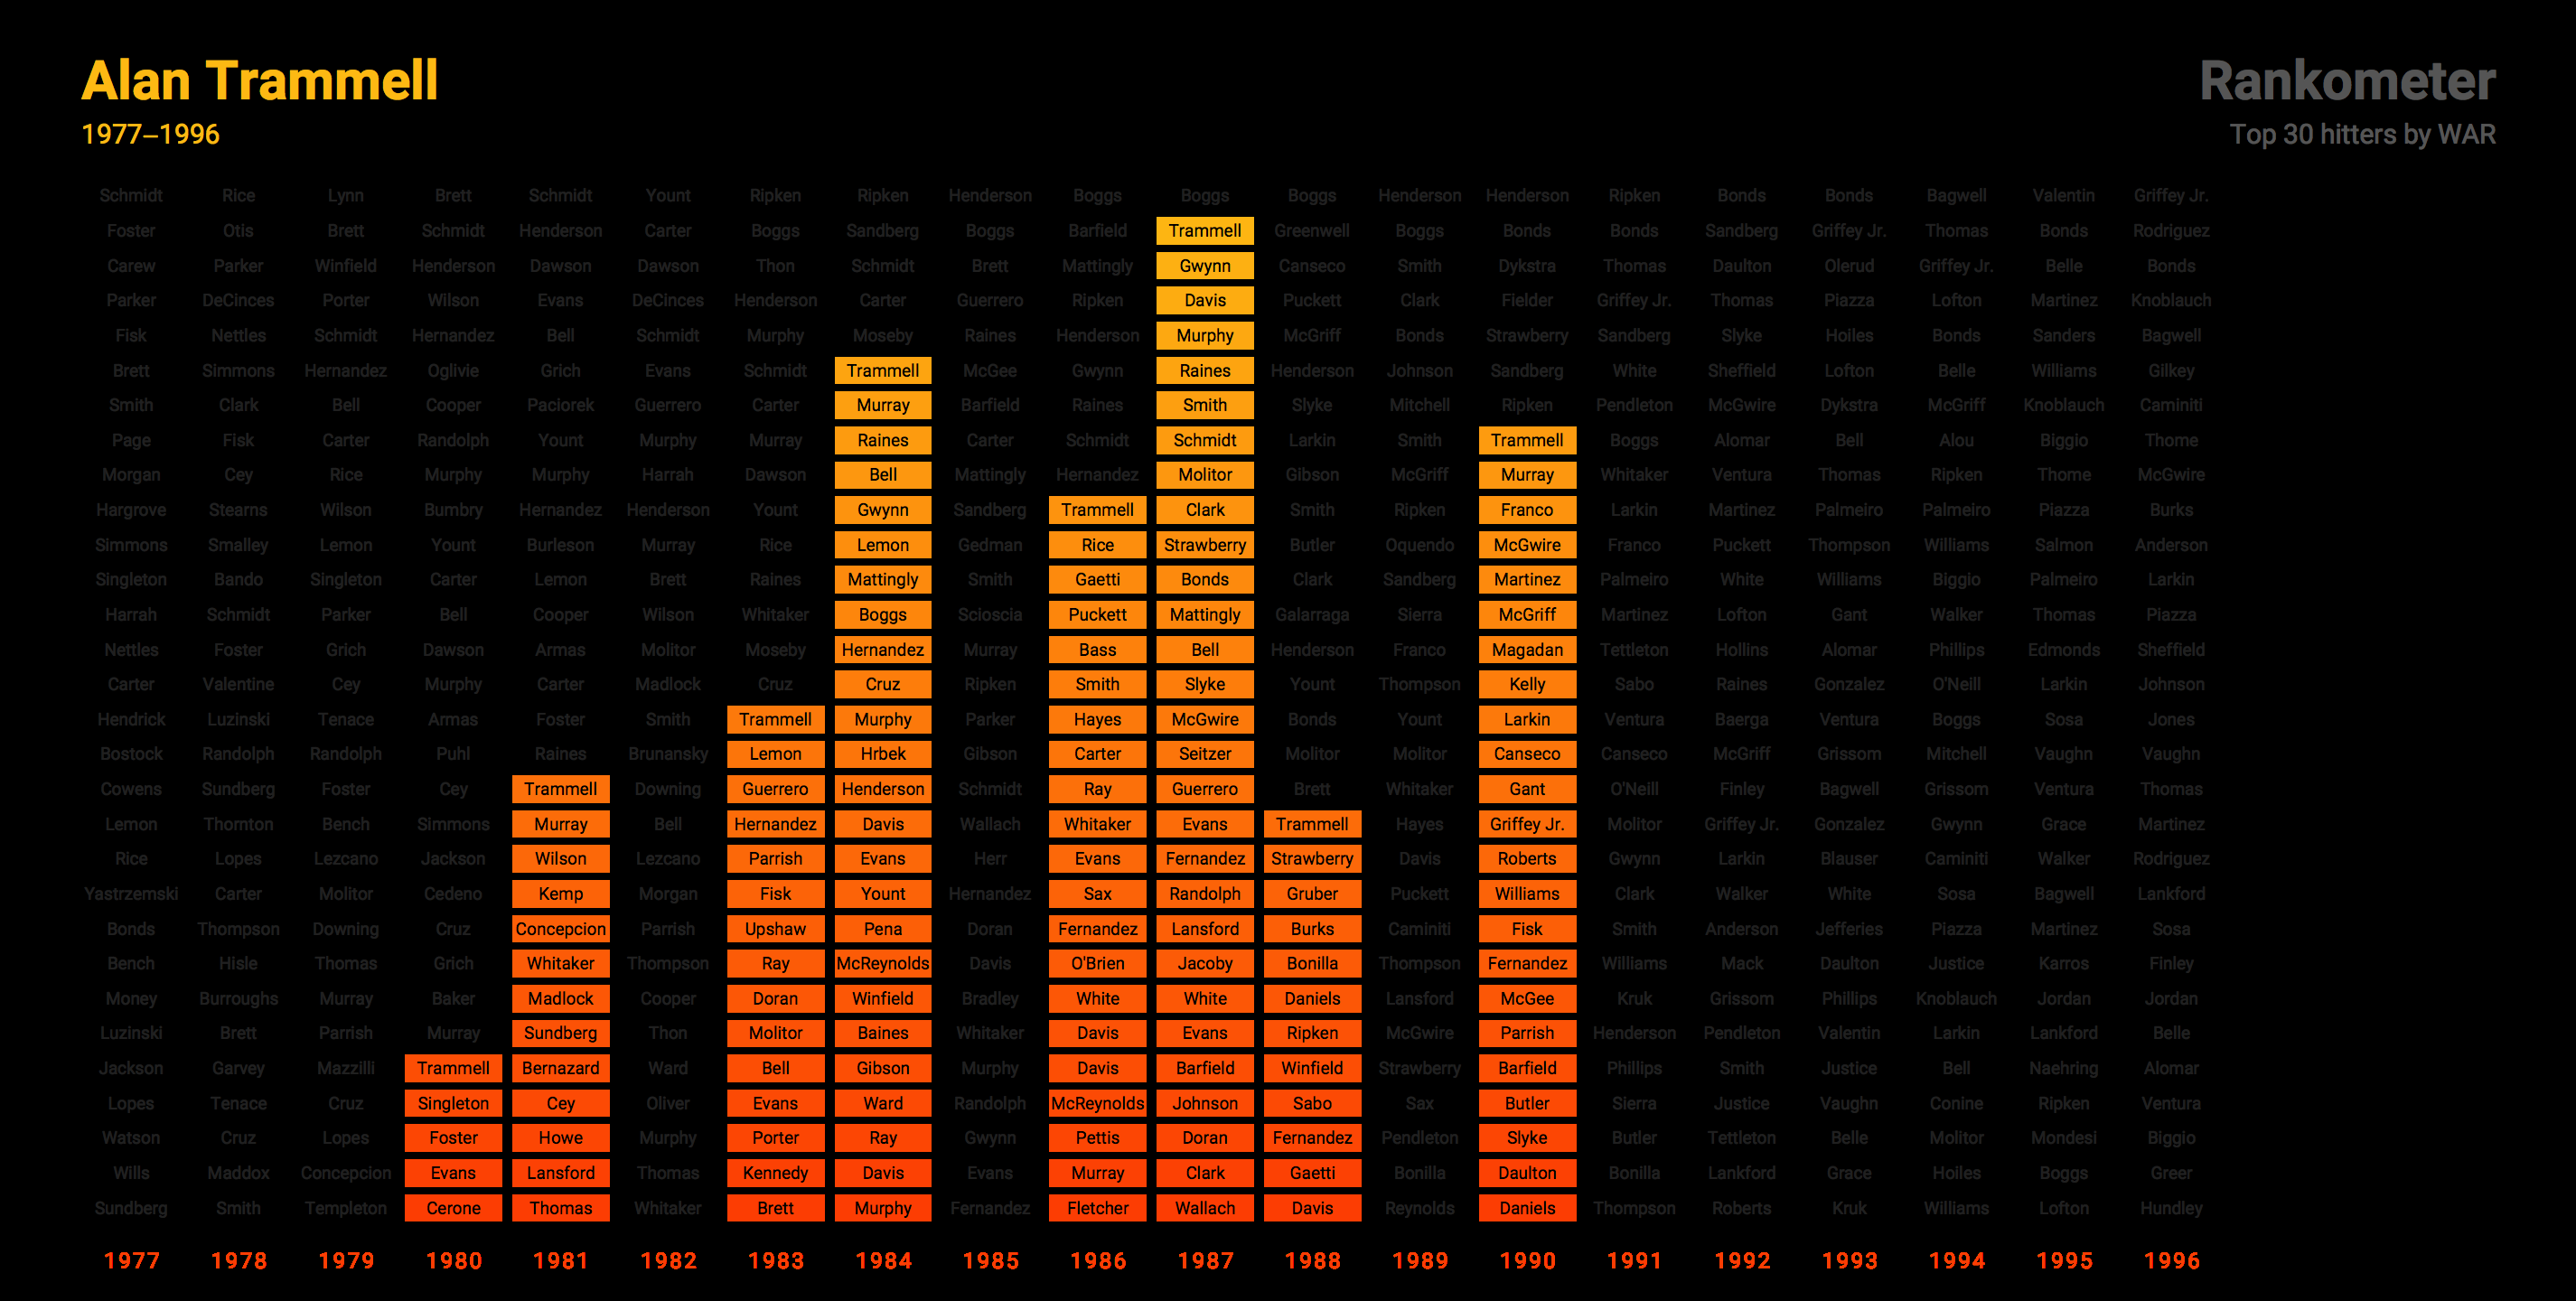 Alan Trammell
1977–1996
Rankometer
Top 30 hitters by WAR
Schmidt Rice Lynn Brett Schmidt Yount Ripken Ripken Henderson Boggs Boggs Boggs Henderson Henderson Ripken Bonds Bonds Bagwell Valentin Griffey Jr.
Foster Otis Brett Schmidt Henderson Carter Boggs Sandberg Boggs Barfield Trammell Greenwell Boggs Bonds Bonds Sandberg Griffey Jr. Thomas Bonds Rodriguez
Carew Parker Winfield Henderson Dawson Dawson Thon Schmidt Brett Mattingly Gwynn Canseco Smith Dykstra Thomas Daulton Olerud Griffey Jr. Belle Bonds
Parker DeCinces Porter Wilson Evans DeCinces Henderson Carter Guerrero Ripken Davis Puckett Clark Fielder Griffey Jr. Thomas Piazza Lofton Martinez Knoblauch
Fisk Nettles Schmidt Hernandez Bell Schmidt Murphy Moseby Raines Henderson Murphy McGriff Bonds Strawberry Sandberg Slyke Hoiles Bonds Sanders Bagwell
Brett Simmons Hernandez Oglivie Grich Evans Schmidt Trammell McGee Gwynn Raines Henderson Johnson Sandberg White Sheffield Lofton Belle Williams Gilkey
Smith Clark Bell Cooper Paciorek Guerrero Carter Murray Barfield Raines Smith Slyke Mitchell Ripken Pendleton McGwire Dykstra McGriff Knoblauch Caminiti
Page Fisk Carter Randolph Yount Murphy Murray Raines Carter Schmidt Schmidt Larkin Smith Trammell Boggs Alomar Bell Alou Biggio Thome
Morgan Cey Rice Murphy Murphy Harrah Dawson Bell Mattingly Hernandez Molitor Gibson McGriff Murray Whitaker Ventura Thomas Ripken Thome McGwire
Hargrove Stearns Wilson Bumbry Hernandez Henderson Yount Gwynn Sandberg Trammell Clark Smith Ripken Franco Larkin Martinez Palmeiro Palmeiro Piazza Burks
Simmons Smalley Lemon Yount Burleson Murray Rice Lemon Gedman Rice Strawberry Butler Oquendo McGwire Franco Puckett Thompson Williams Salmon Anderson
Singleton Bando Singleton Carter Lemon Brett Raines Mattingly Smith Gaetti Bonds Clark Sandberg Martinez Palmeiro White Williams Biggio Palmeiro Larkin
Harrah Schmidt Parker Bell Cooper Wilson Whitaker Boggs Scioscia Puckett Mattingly Galarraga Sierra McGriff Martinez Lofton Gant Walker Thomas Piazza
Nettles Foster Grich Dawson Armas Molitor Moseby Hernandez Murray Bass Bell Henderson Franco Magadan Tettleton Hollins Alomar Phillips Edmonds Sheffield
Carter Valentine Cey Murphy Carter Madlock Cruz Cruz Ripken Smith Slyke Yount Thompson Kelly Sabo Raines Gonzalez O'Neill Larkin Johnson
Hendrick Luzinski Tenace Armas Foster Smith Trammell Murphy Parker Hayes McGwire Bonds Yount Larkin Ventura Baerga Ventura Boggs Sosa Jones
Bostock Randolph Randolph Puhl Raines Brunansky Lemon Hrbek Gibson Carter Seitzer Molitor Molitor Canseco Canseco McGriff Grissom Mitchell Vaughn Vaughn
Cowens Sundberg Foster Cey Trammell Downing Guerrero Henderson Schmidt Ray Guerrero Brett Whitaker Gant O'Neill Finley Bagwell Grissom Ventura Thomas
Lemon Thornton Bench Simmons Murray Bell Hernandez Davis Wallach Whitaker Evans Trammell Hayes Griffey Jr. Molitor Griffey Jr. Gonzalez Gwynn Grace Martinez
Rice Lopes Lezcano Jackson Wilson Lezcano Parrish Evans Herr Evans Fernandez Strawberry Davis Roberts Gwynn Larkin Blauser Caminiti Walker Rodriguez
Yastrzemski Carter Molitor Cedeno Kemp Morgan Fisk Yount Hernandez Sax Randolph Gruber Puckett Williams Clark Walker White Sosa Bagwell Lankford
Bonds Thompson Downing Cruz Concepcion Parrish Upshaw Pena Doran Fernandez Lansford Burks Caminiti Fisk Smith Anderson Jefferies Piazza Martinez Sosa
Bench Hisle Thomas Grich Whitaker Thompson Ray McReynolds Davis O'Brien Jacoby Bonilla Thompson Fernandez Williams Mack Daulton Justice Karros Finley
Money Burroughs Murray Baker Madlock Cooper Doran Winfield Bradley White White Daniels Lansford McGee Kruk Grissom Phillips Knoblauch Jordan Jordan
Luzinski Brett Parrish Murray Sundberg Thon Molitor Baines Whitaker Davis Evans Ripken McGwire Parrish Henderson Pendleton Valentin Larkin Lankford Belle
Jackson Garvey Mazzilli Trammell Bernazard Ward Bell Gibson Murphy Davis Barfield Winfield Strawberry Barfield Phillips Smith Justice Bell Naehring Alomar
Lopes Tenace Cruz Singleton Cey Oliver Evans Ward Randolph McReynolds Johnson Sabo Sax Butler Sierra Justice Vaughn Conine Ripken Ventura
Watson Cruz Lopes Foster Howe Murphy Porter Ray Gwynn Pettis Doran Fernandez Pendleton Slyke Butler Tettleton Belle Molitor Mondesi Biggio
Wills Maddox Concepcion Evans Lansford Thomas Kennedy Davis Evans Murray Clark Gaetti Bonilla Daulton Bonilla Lankford Grace Hoiles Boggs Greer
Sundberg Smith Templeton Cerone Thomas Whitaker Brett Murphy Fernandez Fletcher Wallach Davis Reynolds Daniels Thompson Roberts Kruk Williams Lofton Hundley
1977 1978 1979 1980 1981 1982 1983 1984 1985 1986 1987 1988 1989 1990 1991 1992 1993 1994 1995 1996